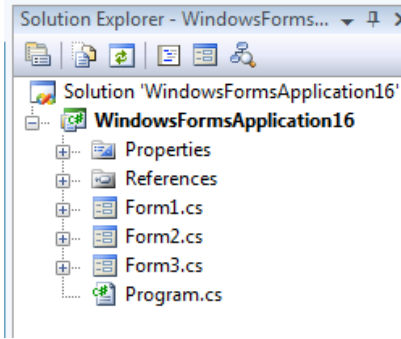 Solution Explorer - WindowsForms...
Solution 'WindowsFormsApplication16'
WindowsFormsApplication16
Properties
References
Form1.cs
Form2.cs
Form3.cs
Program.cs